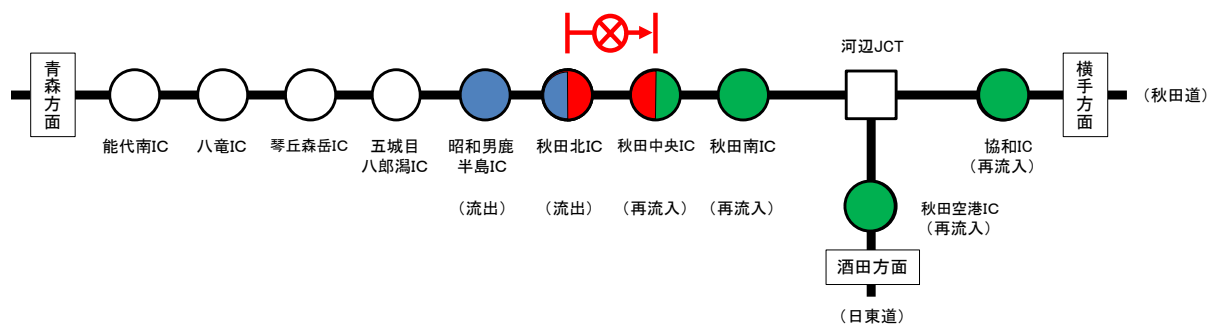 河辺JCT
青森方面
横手方面
（秋田道）
能代南IC
八竜IC
琴丘森岳IC
五城目
八郎潟IC
昭和男鹿
半島IC
秋田北IC
秋田中央IC
秋田南IC
協和IC
（再流入）
（流出）
（流出）
（再流入）
（再流入）
秋田空港IC
（再流入）
酒田方面
（日東道）